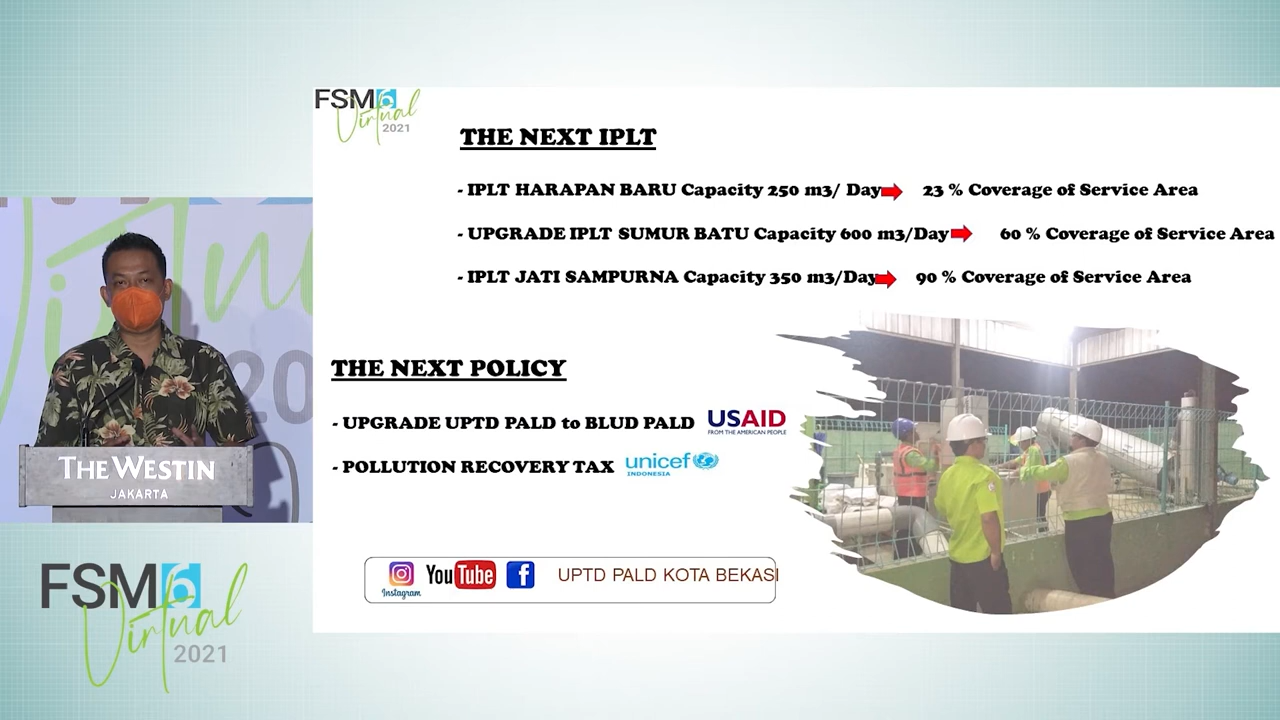 FSM6
Virtual
2021
THE NEXT IPLT
- IPLT HARAPAN BARU Capacity 250 m3/ Day 23 % Coverage of Service Area
- UPGRADE IPLT SUMUR BATU Capacity 600 m3/Day 60 % Coverage of Service Area
- IPLT JATI SAMPURNA Capacity 350 m3/Day 90 % Coverage of Service Area
THE NEXT POLICY
- UPGRADE UPTD PALD to BLUD PALD USAID
FROM THE AMERICAN PEOPLE
- POLLUTION RECOVERY TAX unicef
INDONESIA
Instagram YouTube f UPTD PALD KOTA BEKASI
THE WESTIN
JAKARTA
FSM6
Virtual
2021